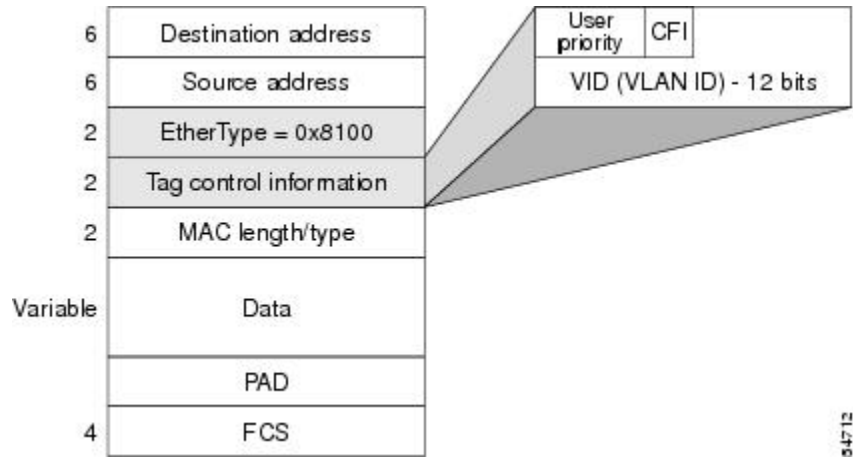 6 Destination address
6 Source address
2 EtherType = 0x8100
2 Tag control information
2 MAC length/type
Variable Data
PAD
4 FCS
User
priority
CFI
VID (VLAN ID) - 12 bits
54712